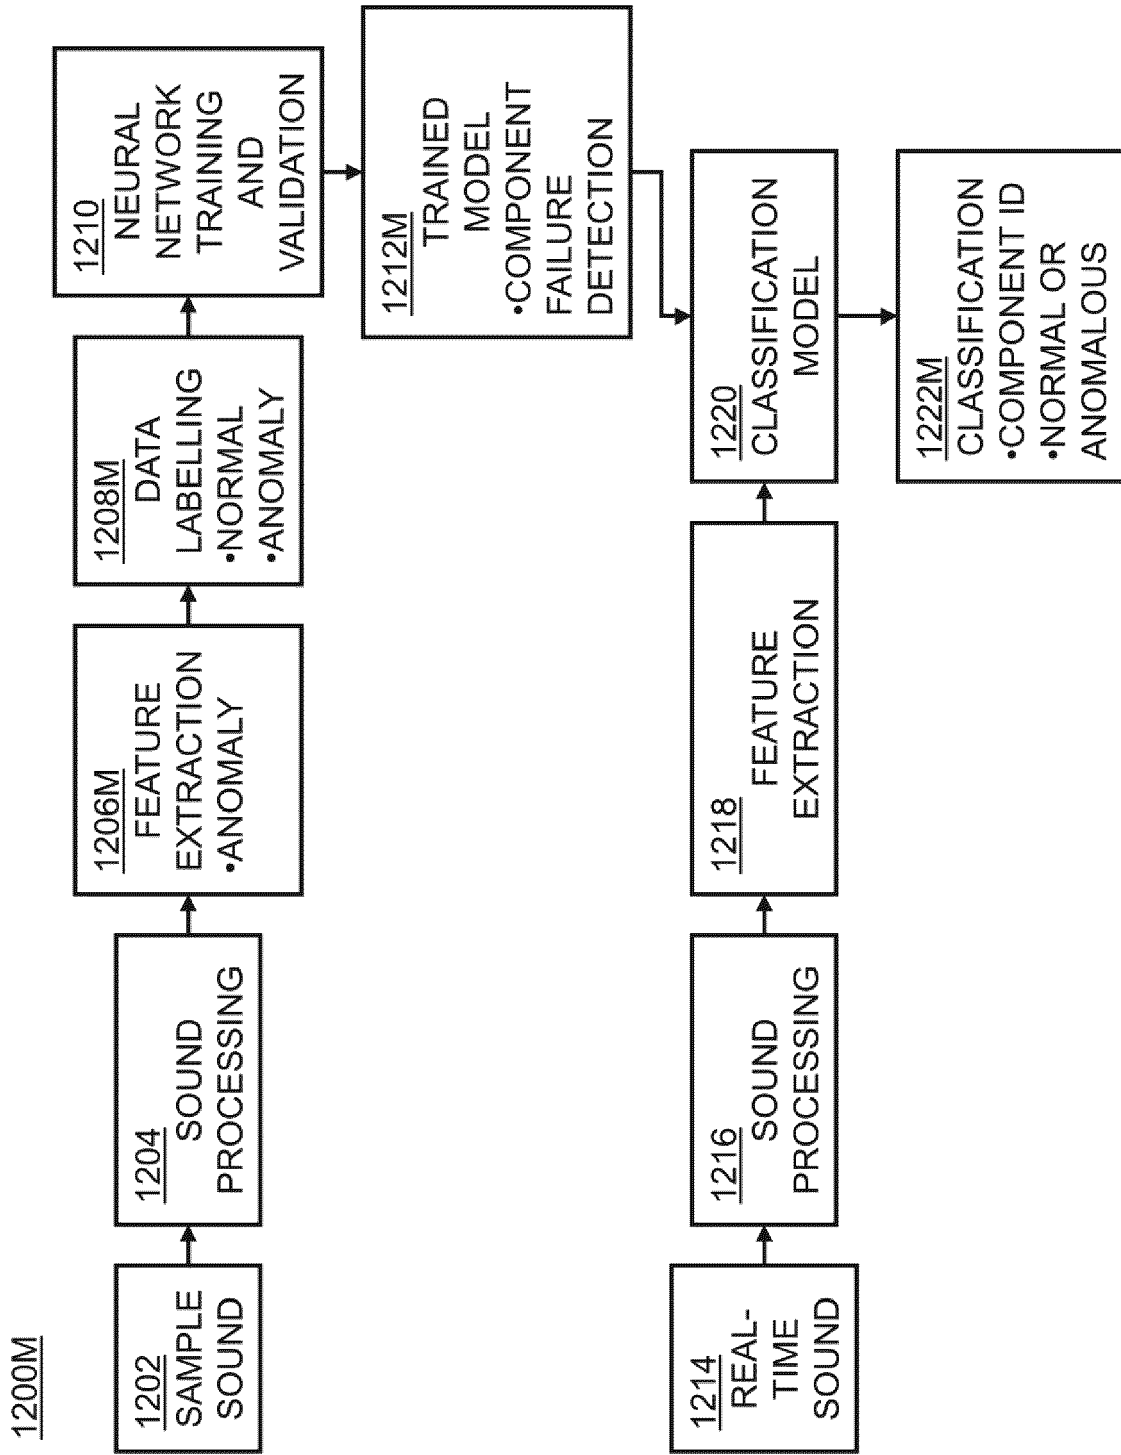 1200M
1202
SAMPLE
SOUND
1204
SOUND
PROCESSING
1206M
FEATURE
EXTRACTION
•ANOMALY
1208M
DATA
LABELLING
•NORMAL
•ANOMALY
1210
NEURAL
NETWORK
TRAINING
AND
VALIDATION
1212M
TRAINED
MODEL
•COMPONENT
FAILURE
DETECTION
1214
REAL-
TIME
SOUND
1216
SOUND
PROCESSING
1218
FEATURE
EXTRACTION
1220
CLASSIFICATION
MODEL
1222M
CLASSIFICATION
•COMPONENT ID
•NORMAL OR
ANOMALOUS